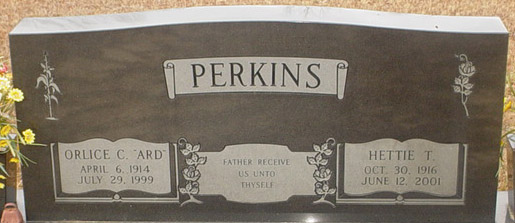 PERKINS
ORLICE C. "ARD"
APRIL 6, 1914
JULY 29, 1999
FATHER RECEIVE
US UNTO
THYSELF
HETTIE T.
OCT. 30, 1916
JUNE 12, 2001